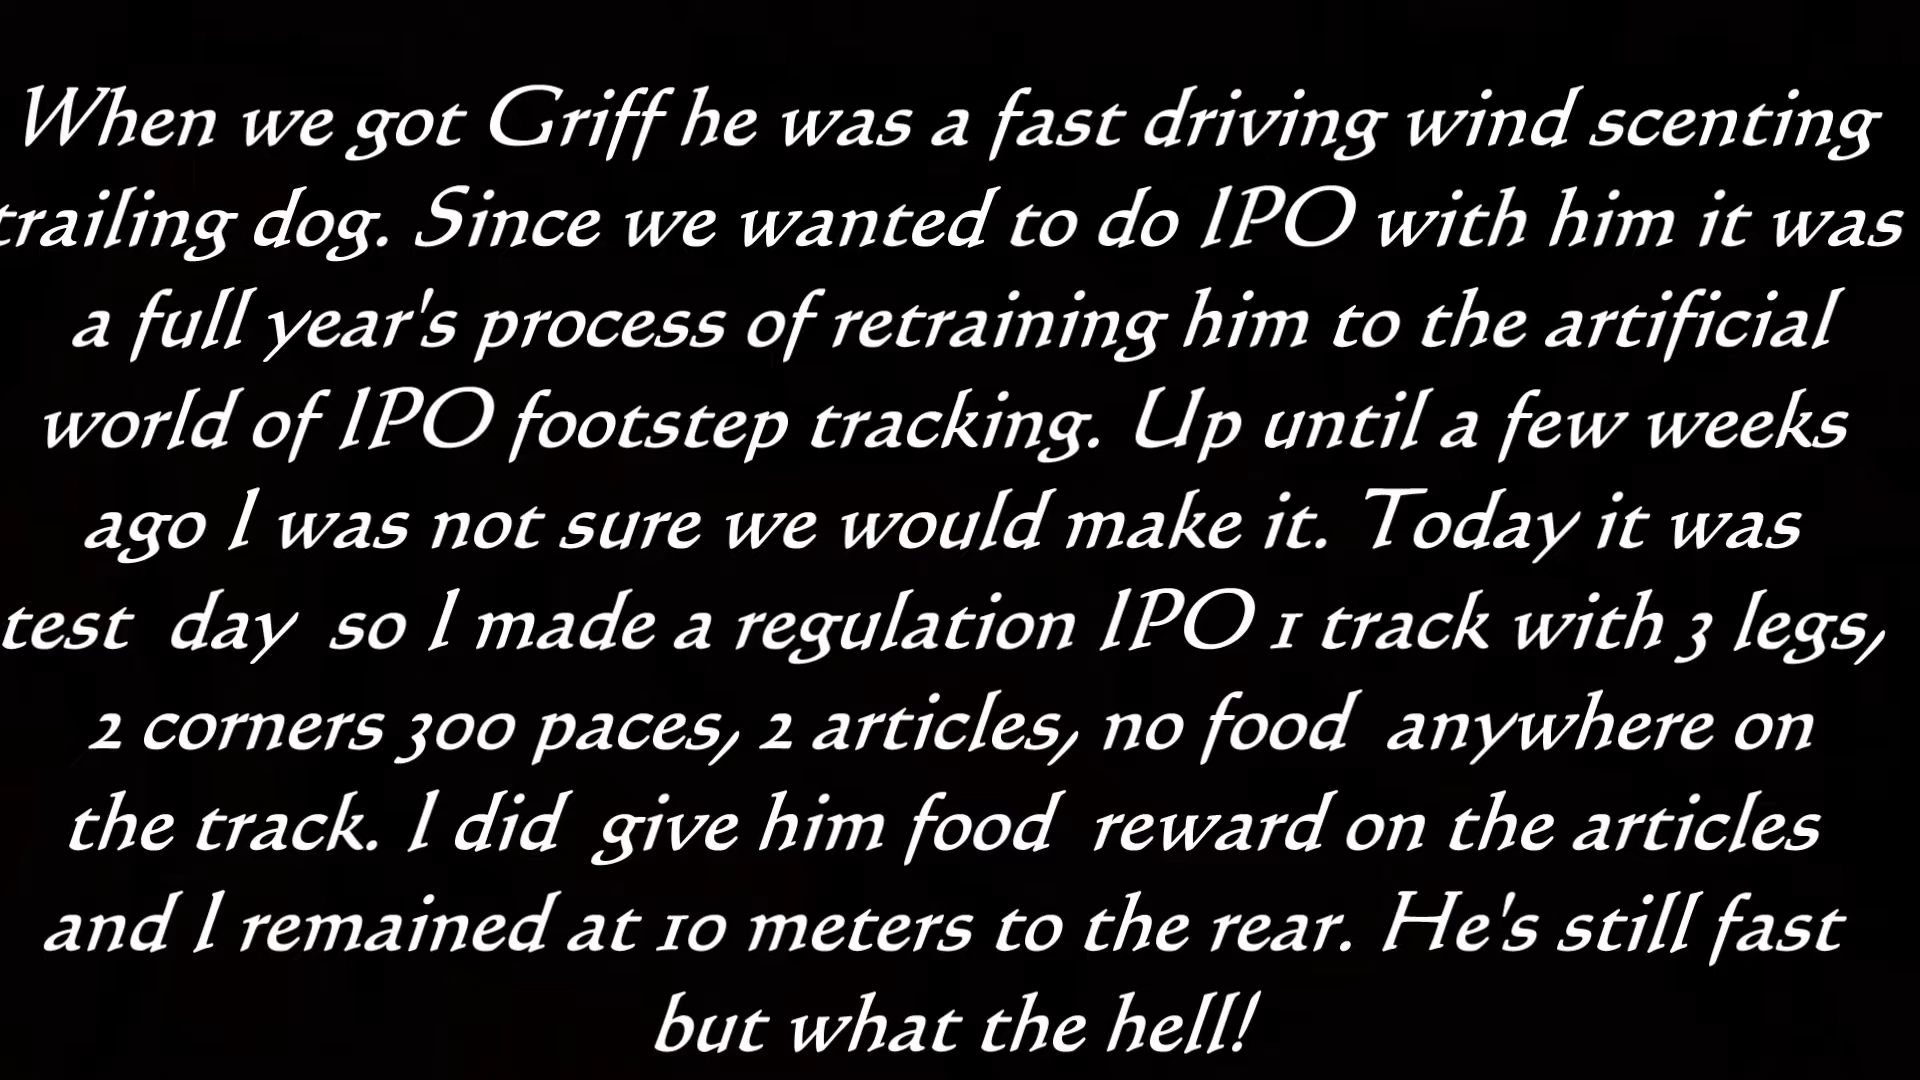 When we got Griff he was a fast driving wind scenting
trailing dog. Since we wanted to do IPO with him it was
a full year's process of retraining him to the artificial
world of IPO footstep tracking. Up until a few weeks
ago I was not sure we would make it. Today it was
test  day  so I made a regulation IPO 1 track with 3 legs,
2 corners 300 paces, 2 articles, no food  anywhere on
the track. I did  give him food  reward on the articles
and I remained at 10 meters to the rear. He's still fast
but what the hell!